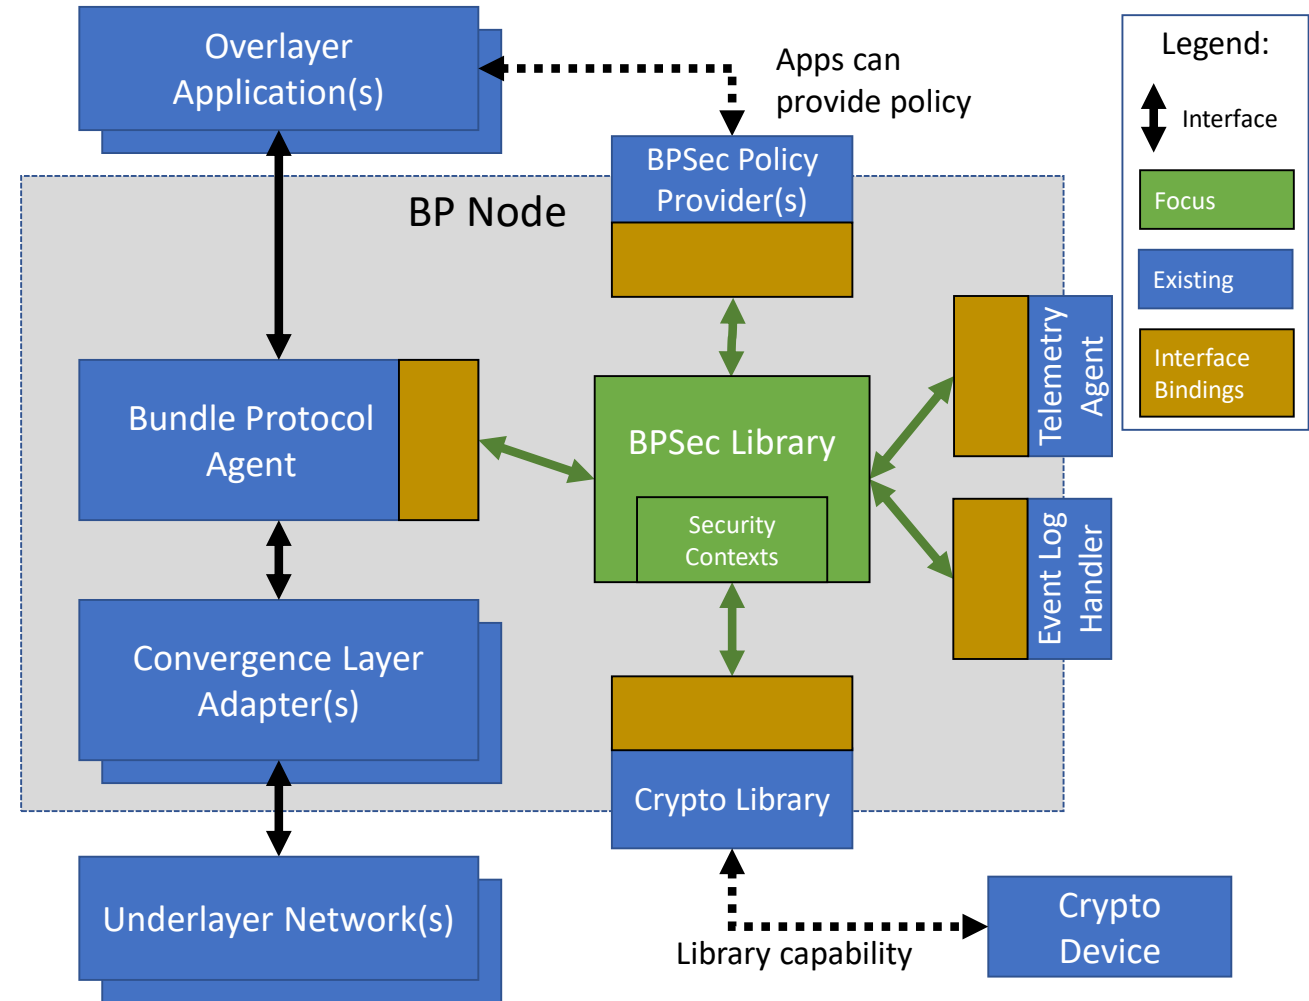 Overlayer
Application(s)
Apps can
provide policy
Legend:
Interface
Focus
Existing
Interface
Bindings
BPSec Policy
Provider(s)
BP Node
Telemetry
Agent
Bundle Protocol
Agent
BPSec Library
Security
Contexts
Event Log
Handler
Convergence Layer
Adapter(s)
Crypto Library
Underlayer Network(s)
Library capability
Crypto
Device